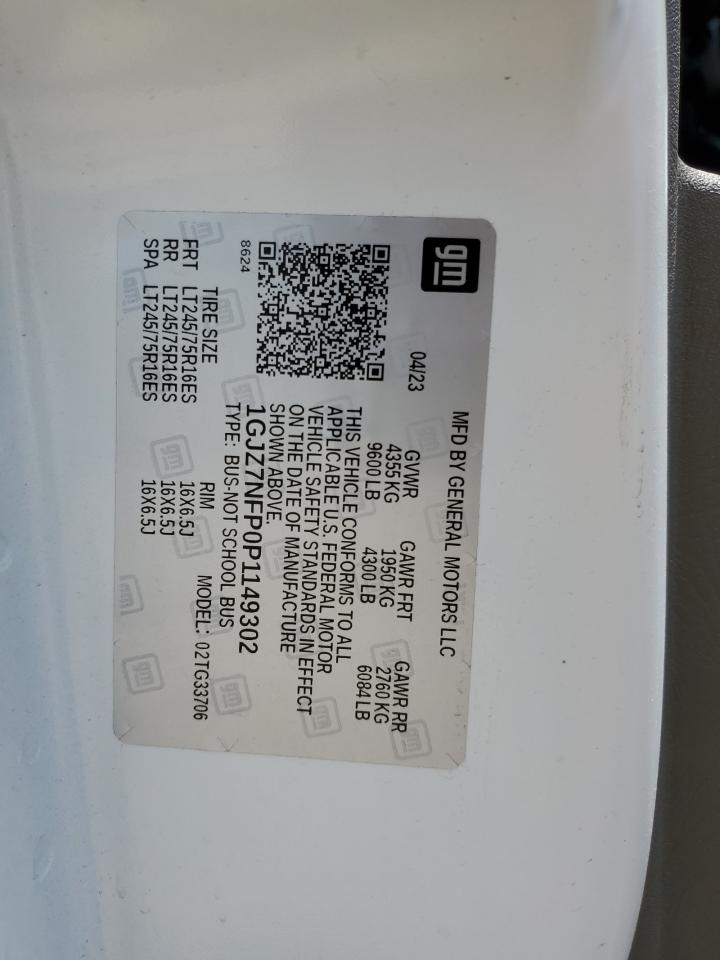 gm
MFD BY GENERAL MOTORS LLC
04/23
GVWR GAWR FRT GAWR RR
4355 KG 1950 KG 2760 KG
9600 LB 4300 LB 6084 LB
THIS VEHICLE CONFORMS TO ALL
APPLICABLE U.S. FEDERAL MOTOR
VEHICLE SAFETY STANDARDS IN EFFECT
ON THE DATE OF MANUFACTURE
SHOWN ABOVE.
1GJZ7NFP0P1149302
8624
TYPE: BUS-NOT SCHOOL BUS
MODEL: 02TG33706
TIRE SIZE RIM
FRT LT245/75R16ES 16X6.5J
RR LT245/75R16ES 16X6.5J
SPA LT245/75R16ES 16X6.5J